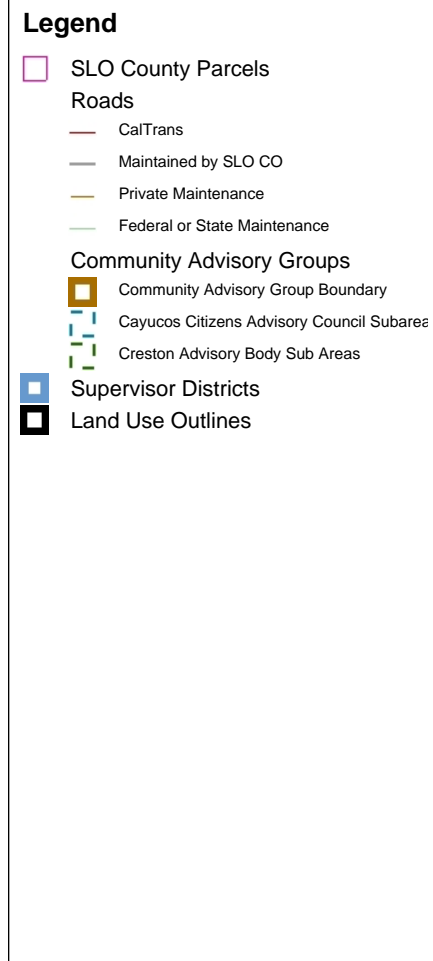 Legend
SLO County Parcels
Roads
CalTrans
Maintained by SLO CO
Private Maintenance
Federal or State Maintenance
Community Advisory Groups
Community Advisory Group Boundary
Cayucos Citizens Advisory Council Subarea
Creston Advisory Body Sub Areas
Supervisor Districts
Land Use Outlines